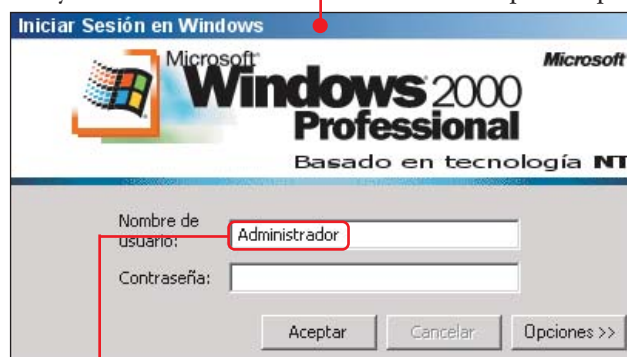 Iniciar Sesión en Windows
Microsoft
Microsoft
Windows 2000
Professional
Basado en tecnología NT
Nombre de
usuario:
Administrador
Contraseña:
Aceptar
Cancelar
Opciones >>